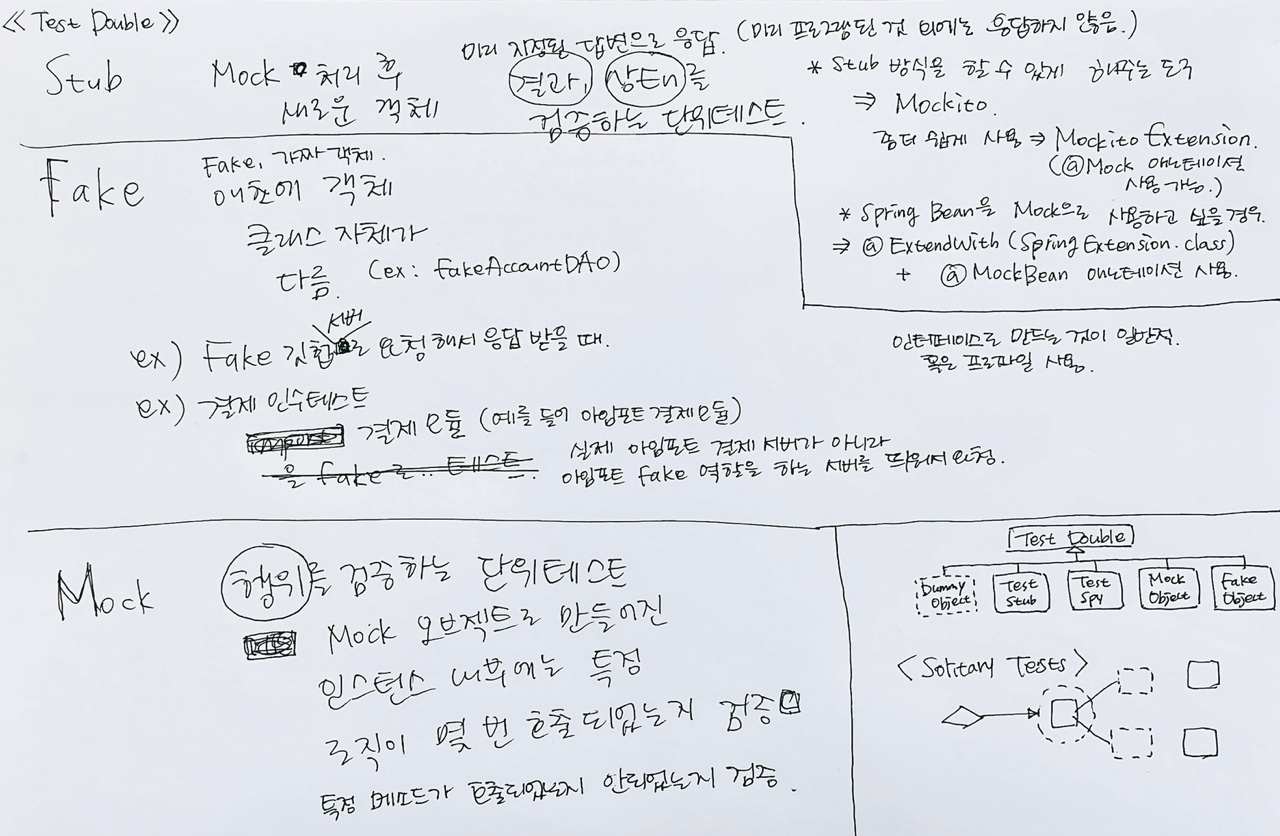 ≪Test Double≫
Stub
Mock 처리 후
새로운 객체
미리 지정된 답변으로 응답. (미리 프로그램된 것 외에는 응답하지 않음.)
결과, 상태를
검증하는 단위테스트.
* Stub 방식을 할 수 있게 해주는 도구
⇒ Mockito.
좀더 쉽게 사용 ⇒ Mockito Extension.
(@Mock 애노테이션
사용가능.)
* Spring Bean을 Mock으로 사용하고 싶을경우.
⇒ @ExtendWith (Spring Extension.class)
+ @MockBean 애노테이션 사용.
Fake
Fake, 가짜 객체.
객체
클래스 자체가
다름. (ex: fakeAccountDAO)
서버
ex) Fake 로 요청해서 응답 받을 때.
ex) 결제 인수테스트
결제 모듈 (예를 들어 아임포트 결제모듈)
을 fake로.. 테스트.
실제 아임포트 결제 서버가 아니라
아임포트 fake 역할을 하는 서버를 띄워서 요청.
인터페이스로 만드는 것이 일반적.
혹은 프로파일 사용.
Mock
행위를 검증하는 단위테스트
Mock 오브젝트로 만들어진
인스턴스 내부에는 특정
로직이 몇 번 호출 되었는지 검증
특정 메소드가 호출되었는지 안되었는지 검증.
Test Double
Dummy Object
Test Stub
Test Spy
Mock Object
Fake Object
<Solitary Tests>